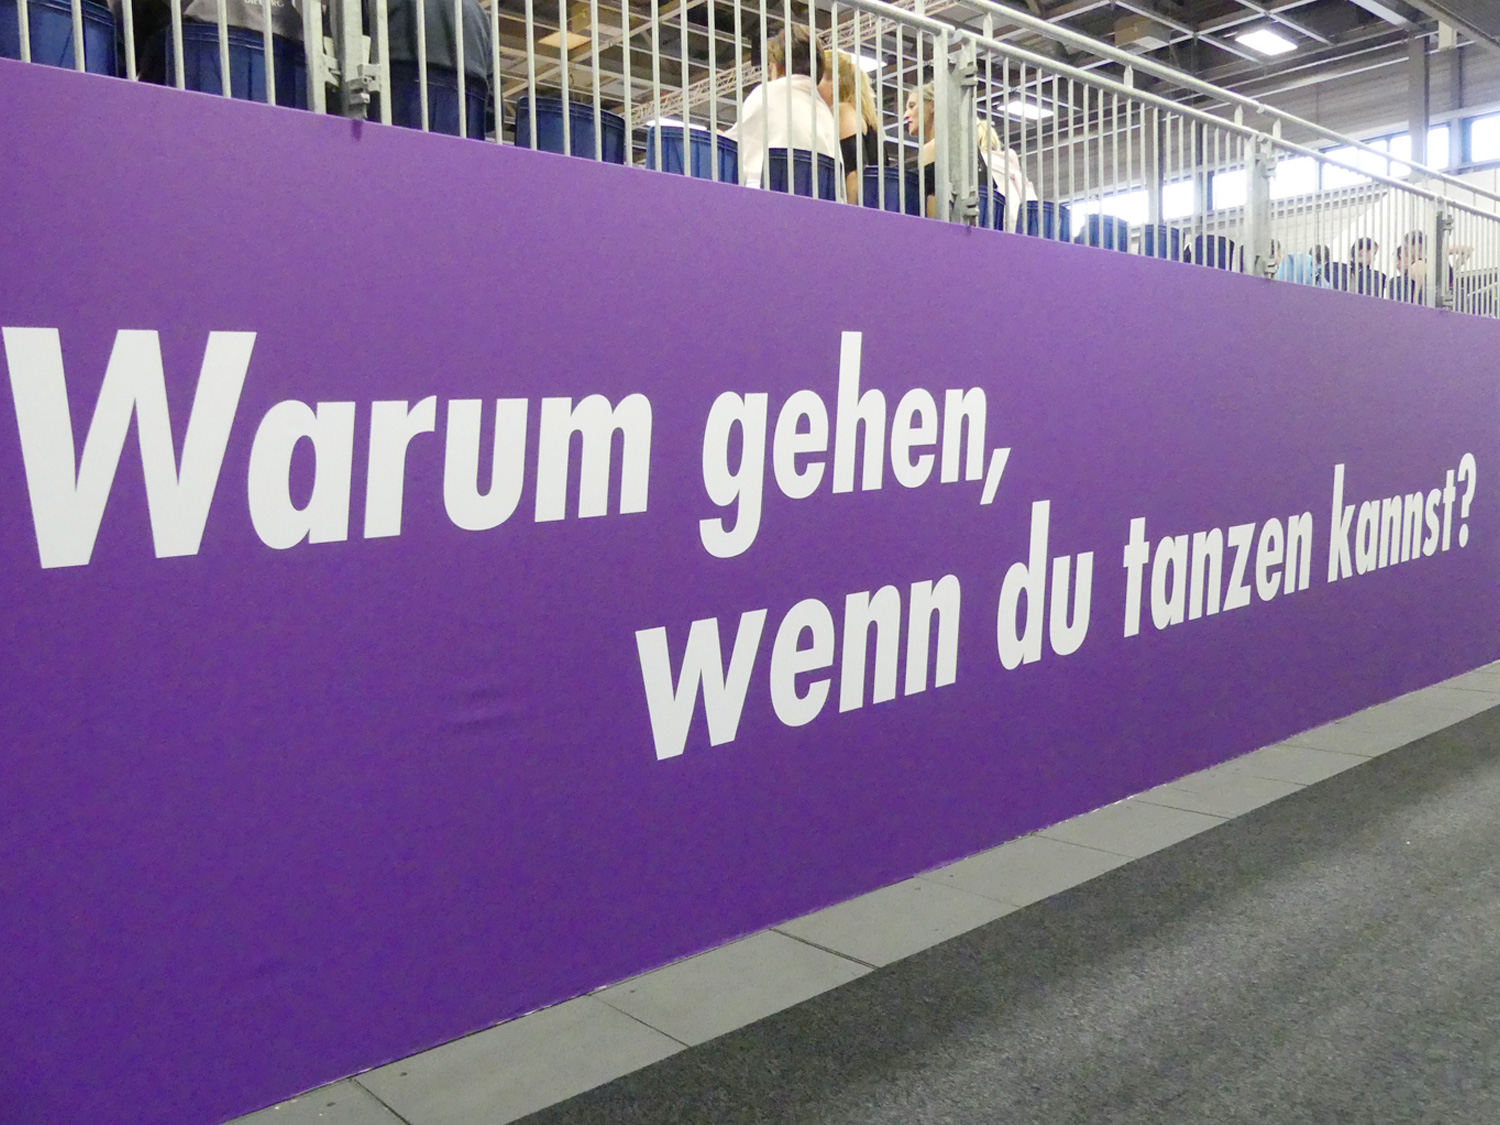 Warum gehen,
wenn du tanzen kannst?